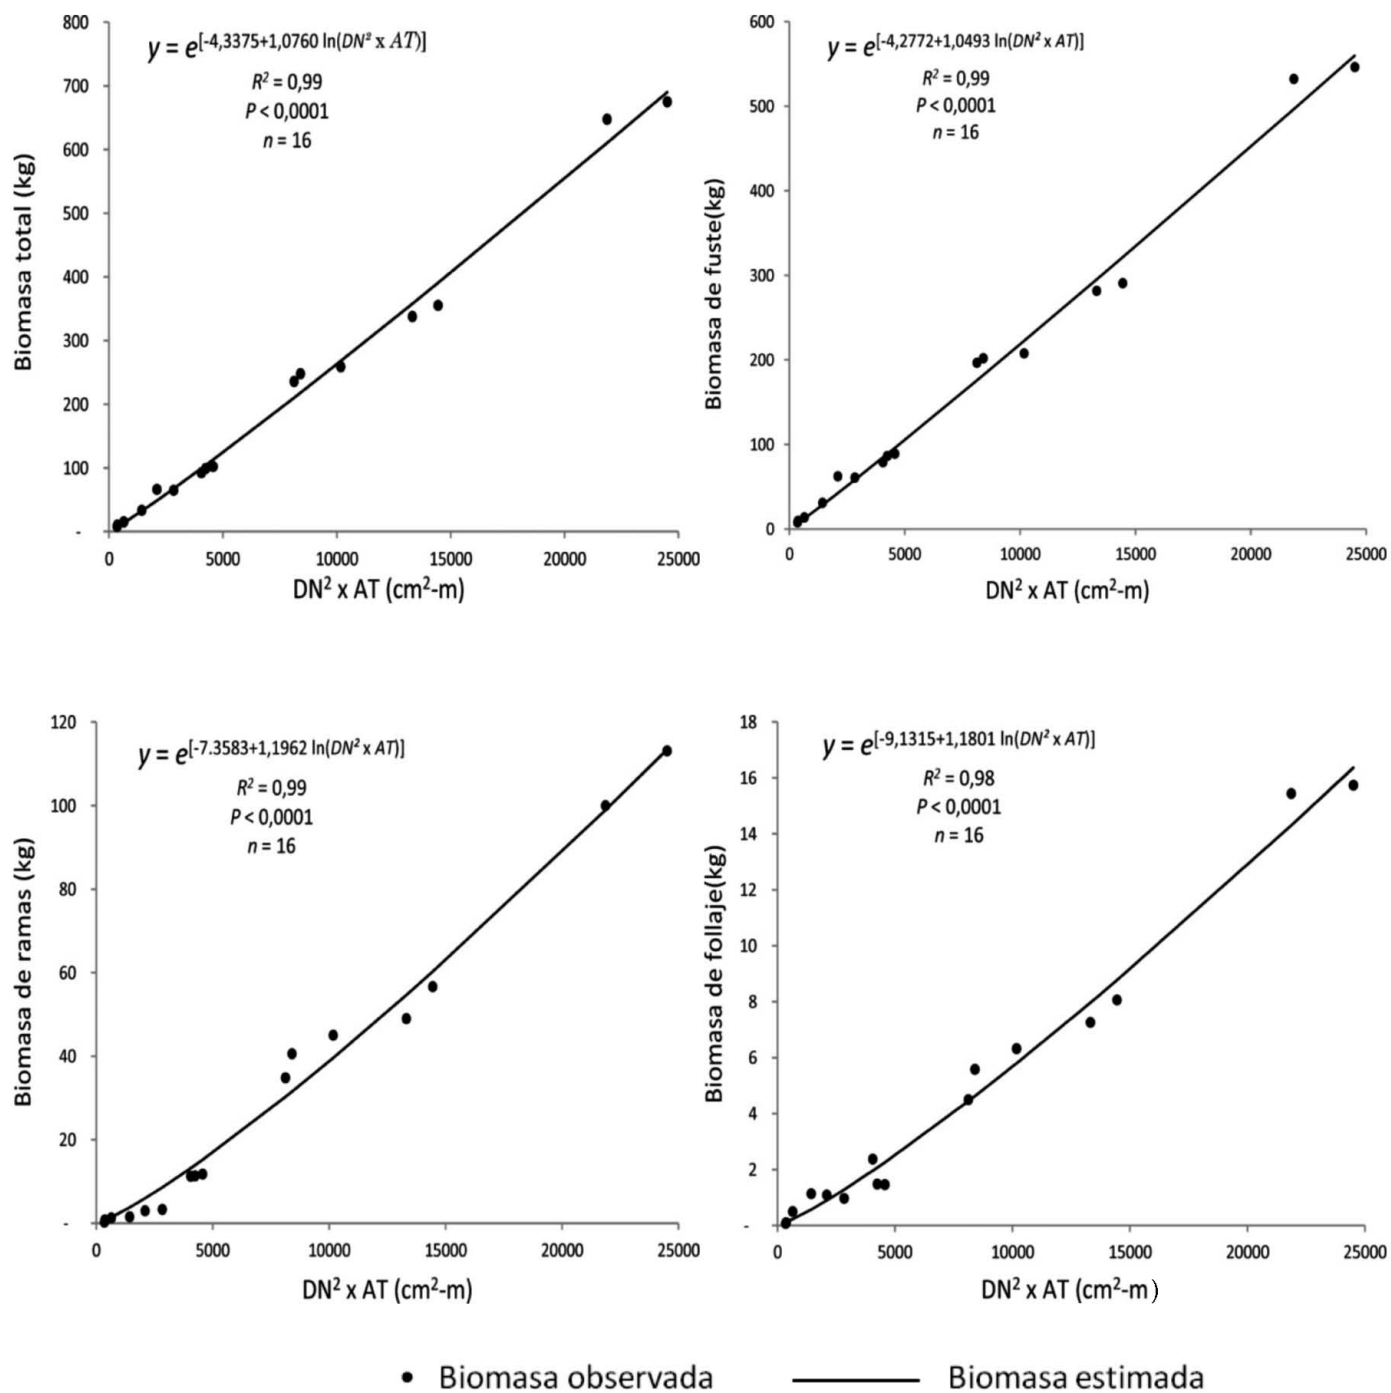 y = e[-4,3375+1,0760 ln(DN² x AT)]
R² = 0,99
P < 0,0001
n = 16
Biomasa total (kg)
800
700
600
500
400
300
200
100
-
0 5000 10000 15000 20000 25000
DN² x AT (cm²-m)
y = e[-4,2772+1,0493 ln(DN² x AT)]
R² = 0,99
P < 0,0001
n = 16
Biomasa de fuste(kg)
600
500
400
300
200
100
0
0 5000 10000 15000 20000 25000
DN² x AT (cm²-m)
y = e[-7.3583+1,1962 ln(DN² x AT)]
R² = 0,99
P < 0,0001
n = 16
Biomasa de ramas (kg)
120
100
80
60
40
20
-
0 5000 10000 15000 20000 25000
DN² x AT (cm²-m)
y = e[-9,1315+1,1801 ln(DN² x AT)]
R² = 0,98
P < 0,0001
n = 16
Biomasa de follaje(kg)
18
16
14
12
10
8
6
4
2
-
0 5000 10000 15000 20000 25000
DN² x AT (cm²-m)
Biomasa observada Biomasa estimada